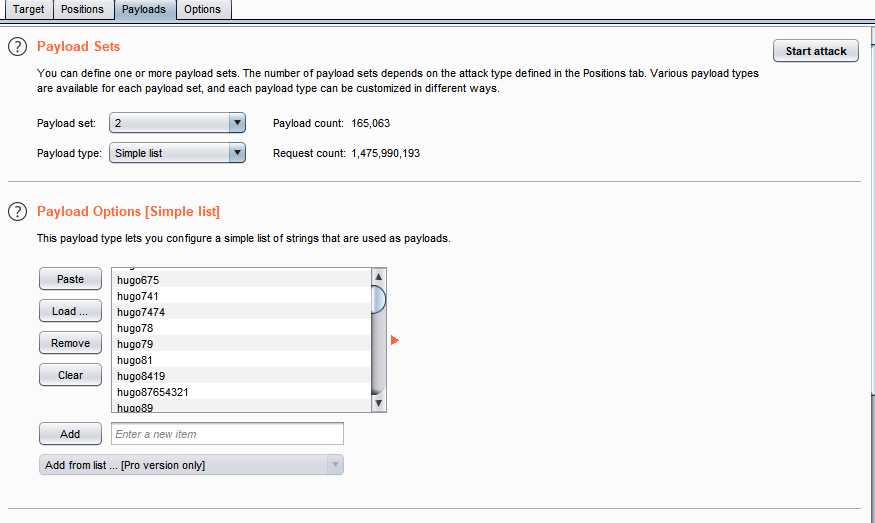 Target Positions Payloads Options
? Payload Sets Start attack
You can define one or more payload sets. The number of payload sets depends on the attack type defined in the Positions tab. Various payload types
are available for each payload set, and each payload type can be customized in different ways.
Payload set: 2 Payload count: 165,063
Payload type: Simple list Request count: 1,475,990,193
? Payload Options [Simple list]
This payload type lets you configure a simple list of strings that are used as payloads.
Paste
Load ...
Remove
Clear
hugo675
hugo741
hugo7474
hugo78
hugo79
hugo81
hugo8419
hugo87654321
hugo89
Add Enter a new item
Add from list ... [Pro version only]